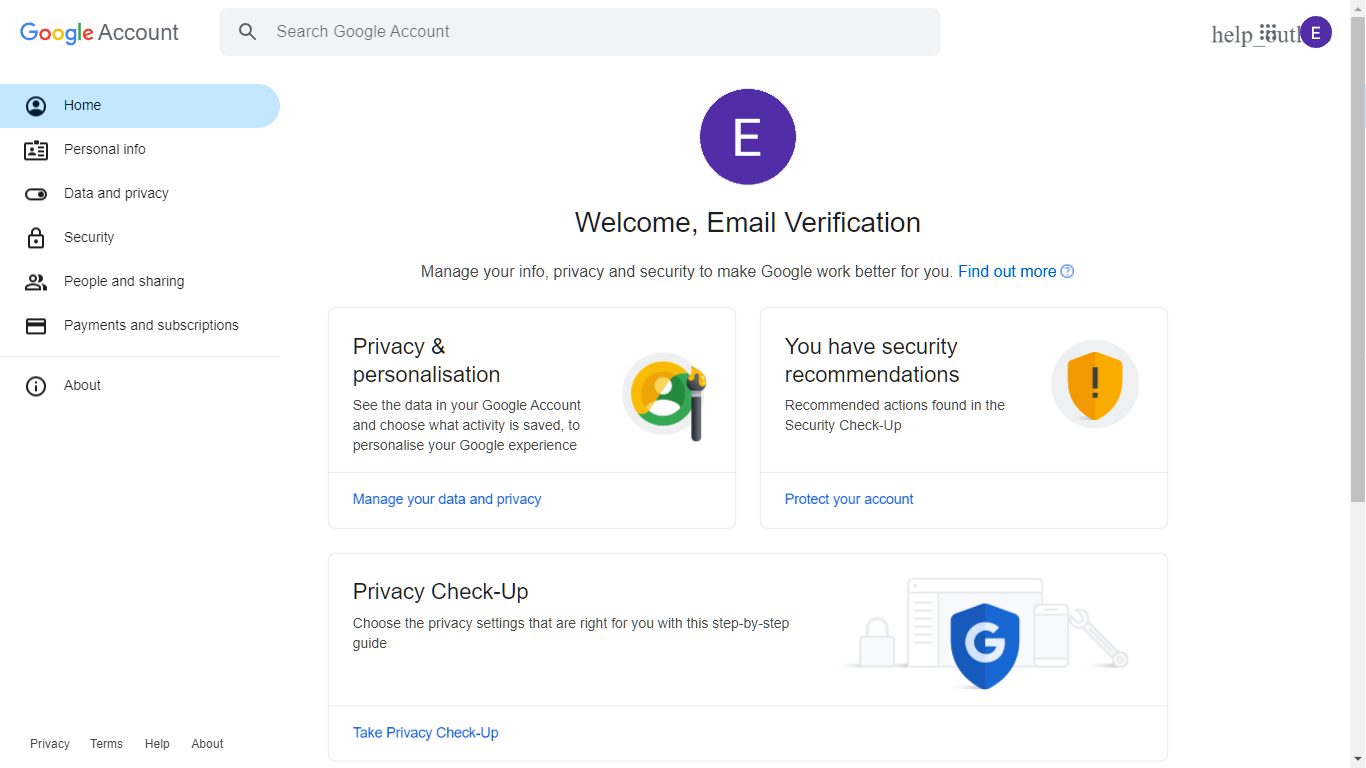 Google Account
Search Google Account
E
Home
Personal info
Data and privacy
Security
People and sharing
Payments and subscriptions
About
E
Welcome, Email Verification
Manage your info, privacy and security to make Google work better for you. Find out more
Privacy &
personalisation
See the data in your Google Account
and choose what activity is saved, to
personalise your Google experience
Manage your data and privacy
You have security
recommendations
Recommended actions found in the
Security Check-Up
Protect your account
Privacy Check-Up
Choose the privacy settings that are right for you with this step-by-step
guide
G
Take Privacy Check-Up
Privacy Terms Help About